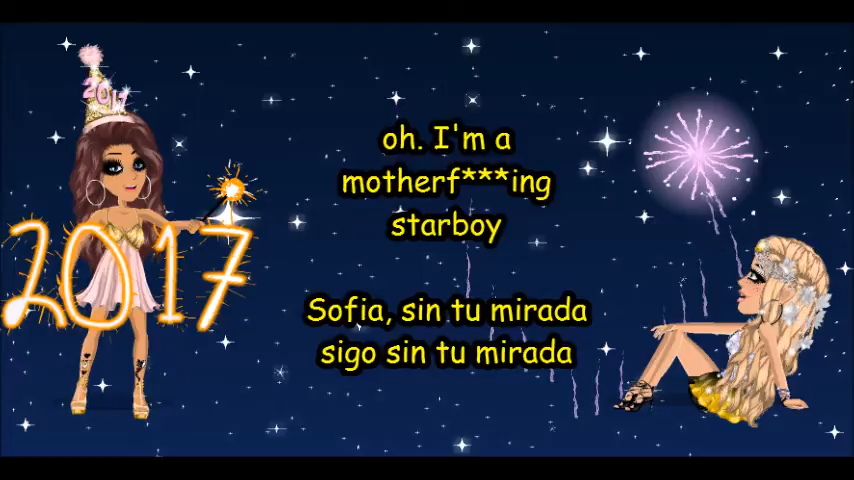 2017
2017
oh. I'm a
motherf***ing
starboy
Sofia, sin tu mirada
sigo sin tu mirada